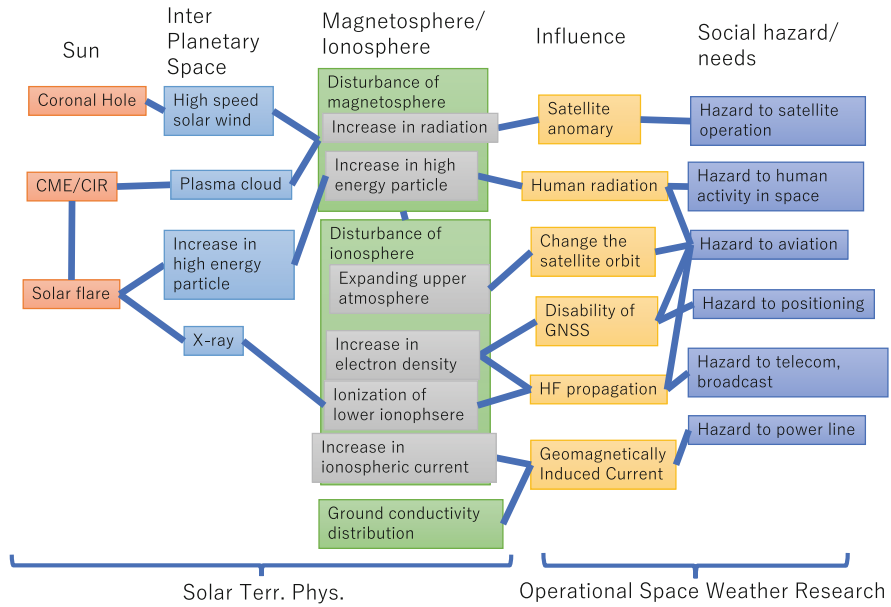 Sun
Inter
Planetary
Space
Magnetosphere/
Ionosphere
Influence
Social hazard/
needs
Coronal Hole
CME/CIR
Solar flare
High speed
solar wind
Plasma cloud
Increase in
high energy
particle
X-ray
Disturbance of
magnetosphere
Increase in radiation
Increase in high
energy particle
Disturbance of
ionosphere
Expanding upper
atmosphere
Increase in
electron density
Ionization of
lower ionophsere
Increase in
ionospheric current
Ground conductivity
distribution
Satellite
anomary
Human radiation
Change the
satellite orbit
Disability of
GNSS
HF propagation
Geomagnetically
Induced Current
Hazard to satellite
operation
Hazard to human
activity in space
Hazard to aviation
Hazard to positioning
Hazard to telecom,
broadcast
Hazard to power line
Solar Terr. Phys.
Operational Space Weather Research